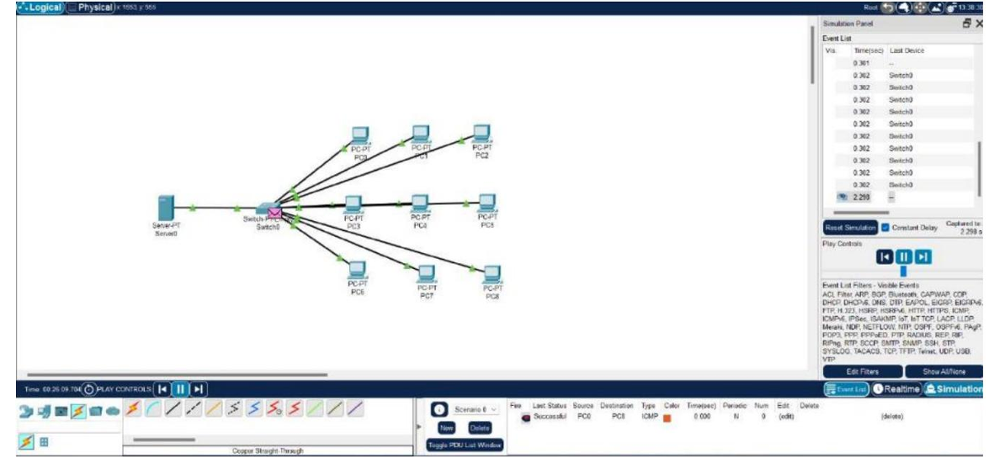 Logical Physical x: 1553, y: 555
Root 13:38:30
Simulation Panel
Event List
Vis. Time(sec) Last Device
0.301 --
0.302 Switch0
0.302 Switch0
0.302 Switch0
0.302 Switch0
0.302 Switch0
0.302 Switch0
0.302 Switch0
0.302 Switch0
0.302 Switch0
0.302 Switch0
2.298 --
Reset Simulation Constant Delay Captured to: 2.298 s
Play Controls
Event List Filters - Visible Events
ACL Filter, ARP, BGP, Bluetooth, CAPWAP, CDP,
DHCP, DHCPv6, DNS, DTP, EAPOL, EIGRP, EIGRPv6,
FTP, H.323, HSRP, HSRPv6, HTTP, HTTPS, ICMP,
ICMPv6, IPSec, ISAKMP, IoT, IoT TCP, LACP, LLDP,
Meraki, NDP, NETFLOW, NTP, OSPF, OSPFv6, PAgP,
POP3, PPP, PPPoED, PTP, RADIUS, REP, RIP,
RIPng, RTP, SCCP, SMTP, SNMP, SSH, STP,
SYSLOG, TACACS, TCP, TFTP, Telnet, UDP, USB,
VTP
Edit Filters Show All/None
PC-PT
PC0
PC-PT
PC1
PC-PT
PC2
Server-PT
Server0
Switch0
PC-PT
PC3
PC-PT
PC4
PC-PT
PC5
PC-PT
PC6
PC-PT
PC7
PC-PT
PC8
Time: 00:26:09.704 PLAY CONTROLS:
Event List Realtime Simulation
Scenario 0
New Delete
Toggle PDU List Window
Fire Last Status Source Destination Type Color Time(sec) Periodic Num Edit Delete
Successful PC0 PC8 ICMP 0.000 N 0 (edit) (delete)
Copper Straight-Through